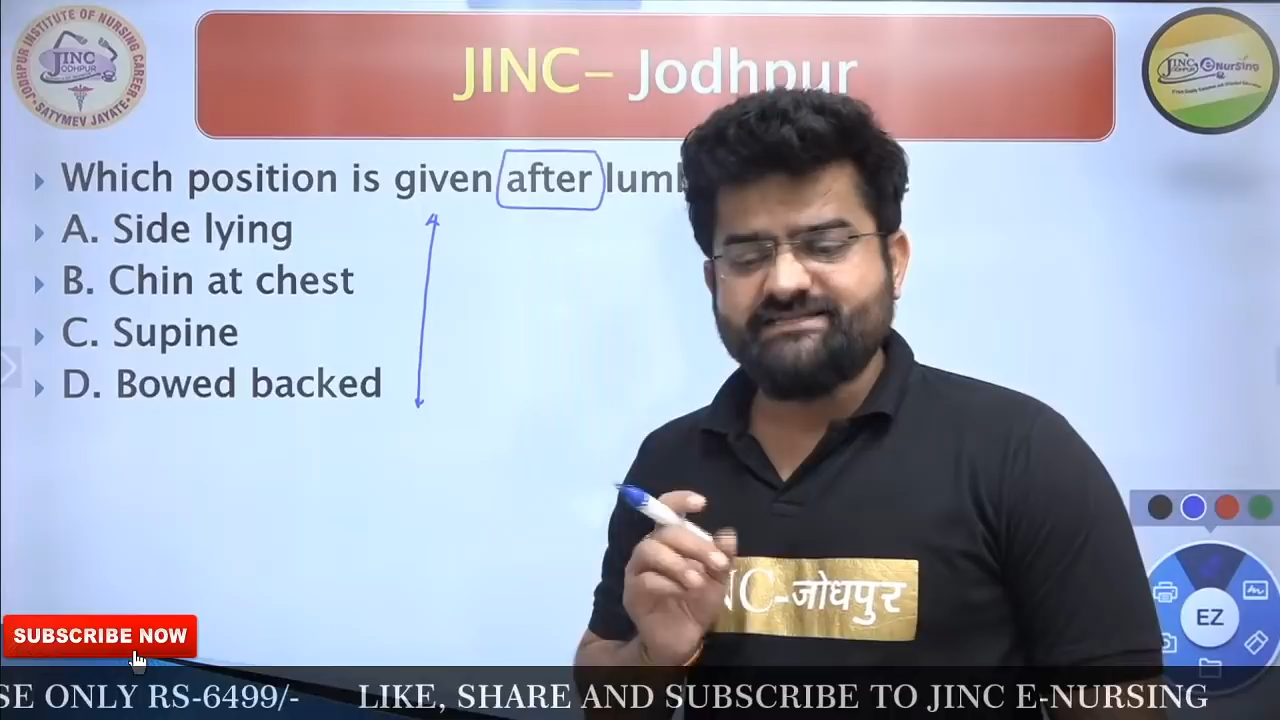 JODHPUR INSTITUTE OF NURSING CAREER
JINC
JODHPUR
SATYMEV JAYATE
JINC- Jodhpur
JINC
eNursing
Which position is given after
A. Side lying
B. Chin at chest
C. Supine
D. Bowed backed
NC-जोधपुर
EZ
SUBSCRIBE NOW
SE ONLY RS-6499/- LIKE, SHARE AND SUBSCRIBE TO JINC E-NURSING